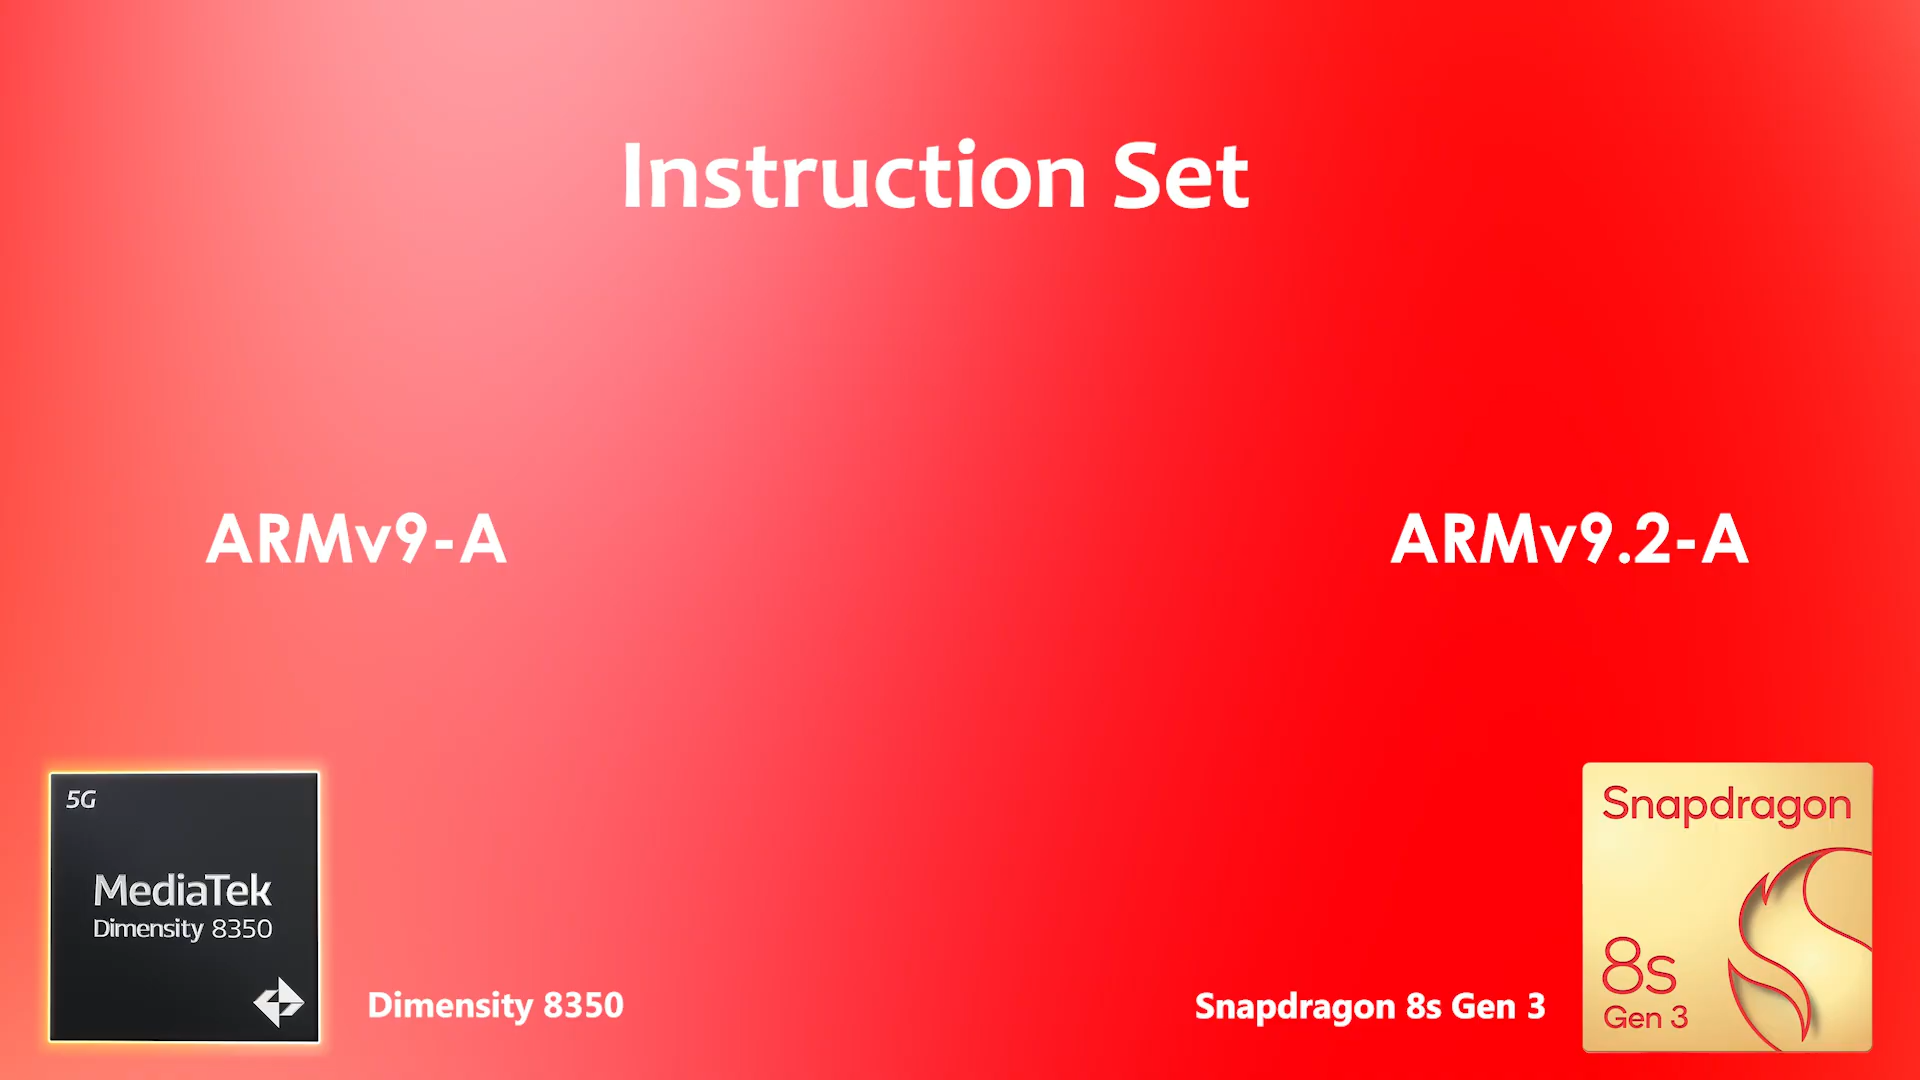 Instruction Set
ARMv9-A
ARMv9.2-A
5G
MediaTek
Dimensity 8350
Dimensity 8350
Snapdragon 8s Gen 3
Snapdragon
8s
Gen 3